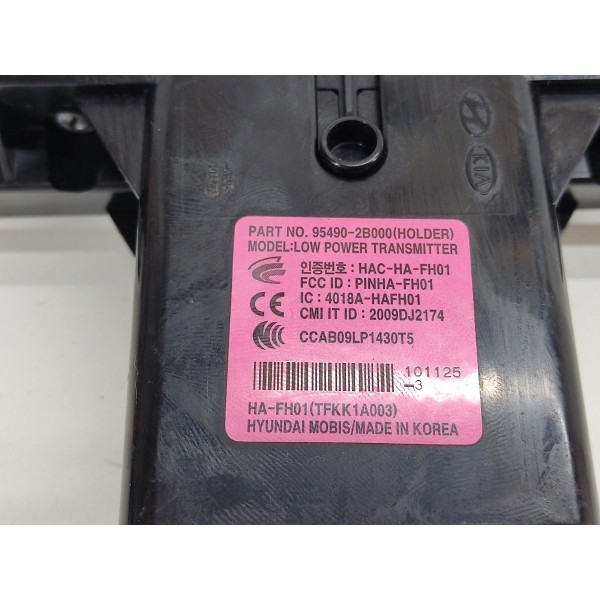 KIA
PART NO. 95490-2B000(HOLDER)
MODEL:LOW POWER TRANSMITTER
인증번호 : HAC-HA-FH01
FCC ID : PINHA-FH01
IC : 4018A-HAFH01
CMI IT ID : 2009DJ2174
CCAB09LP1430T5
101125
-3
HA-FH01(TFKK1A003)
HYUNDAI MOBIS/MADE IN KOREA